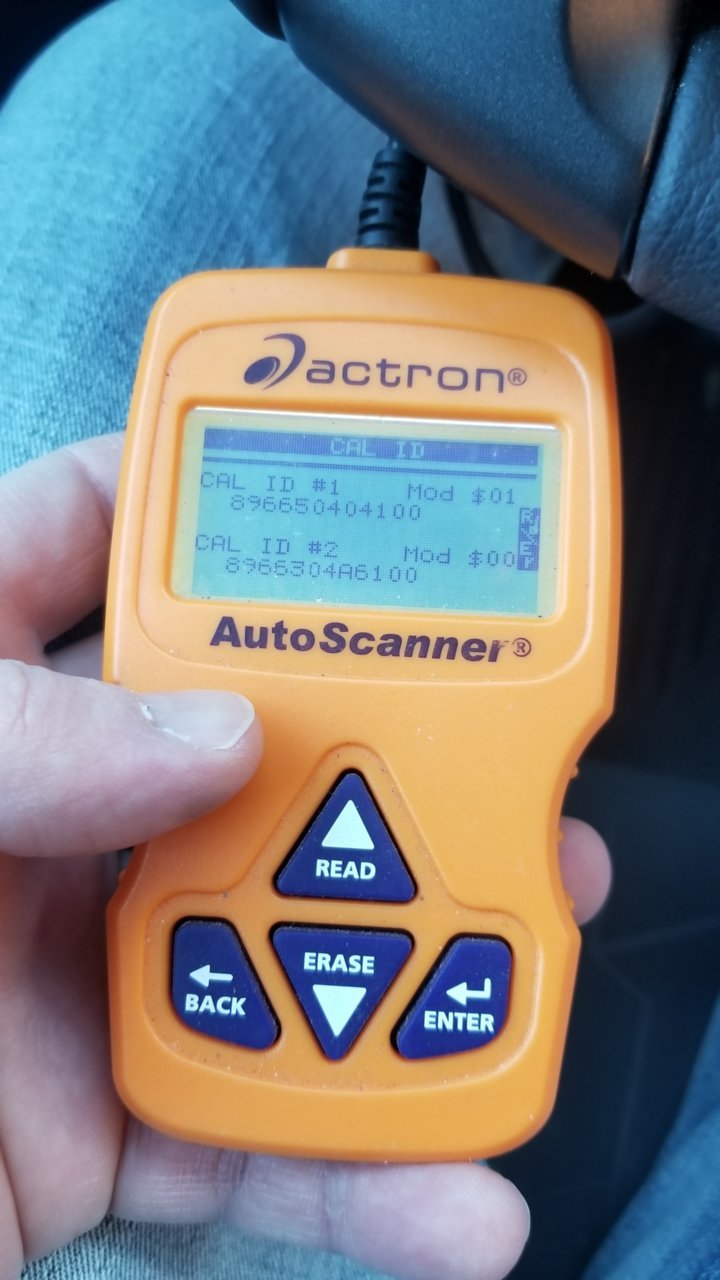 actron®
CAL ID
CAL ID #1 Mod $01
896650404100
CAL ID #2 Mod $00
8966304A6100
AutoScanner®
READ
ERASE
BACK
ENTER